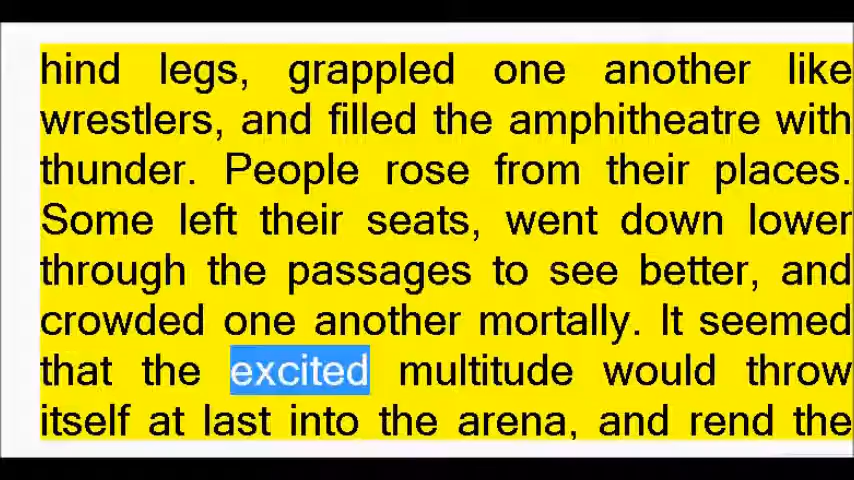 hind legs, grappled one another like
wrestlers, and filled the amphitheatre with
thunder. People rose from their places.
Some left their seats, went down lower
through the passages to see better, and
crowded one another mortally. It seemed
that the excited multitude would throw
itself at last into the arena, and rend the